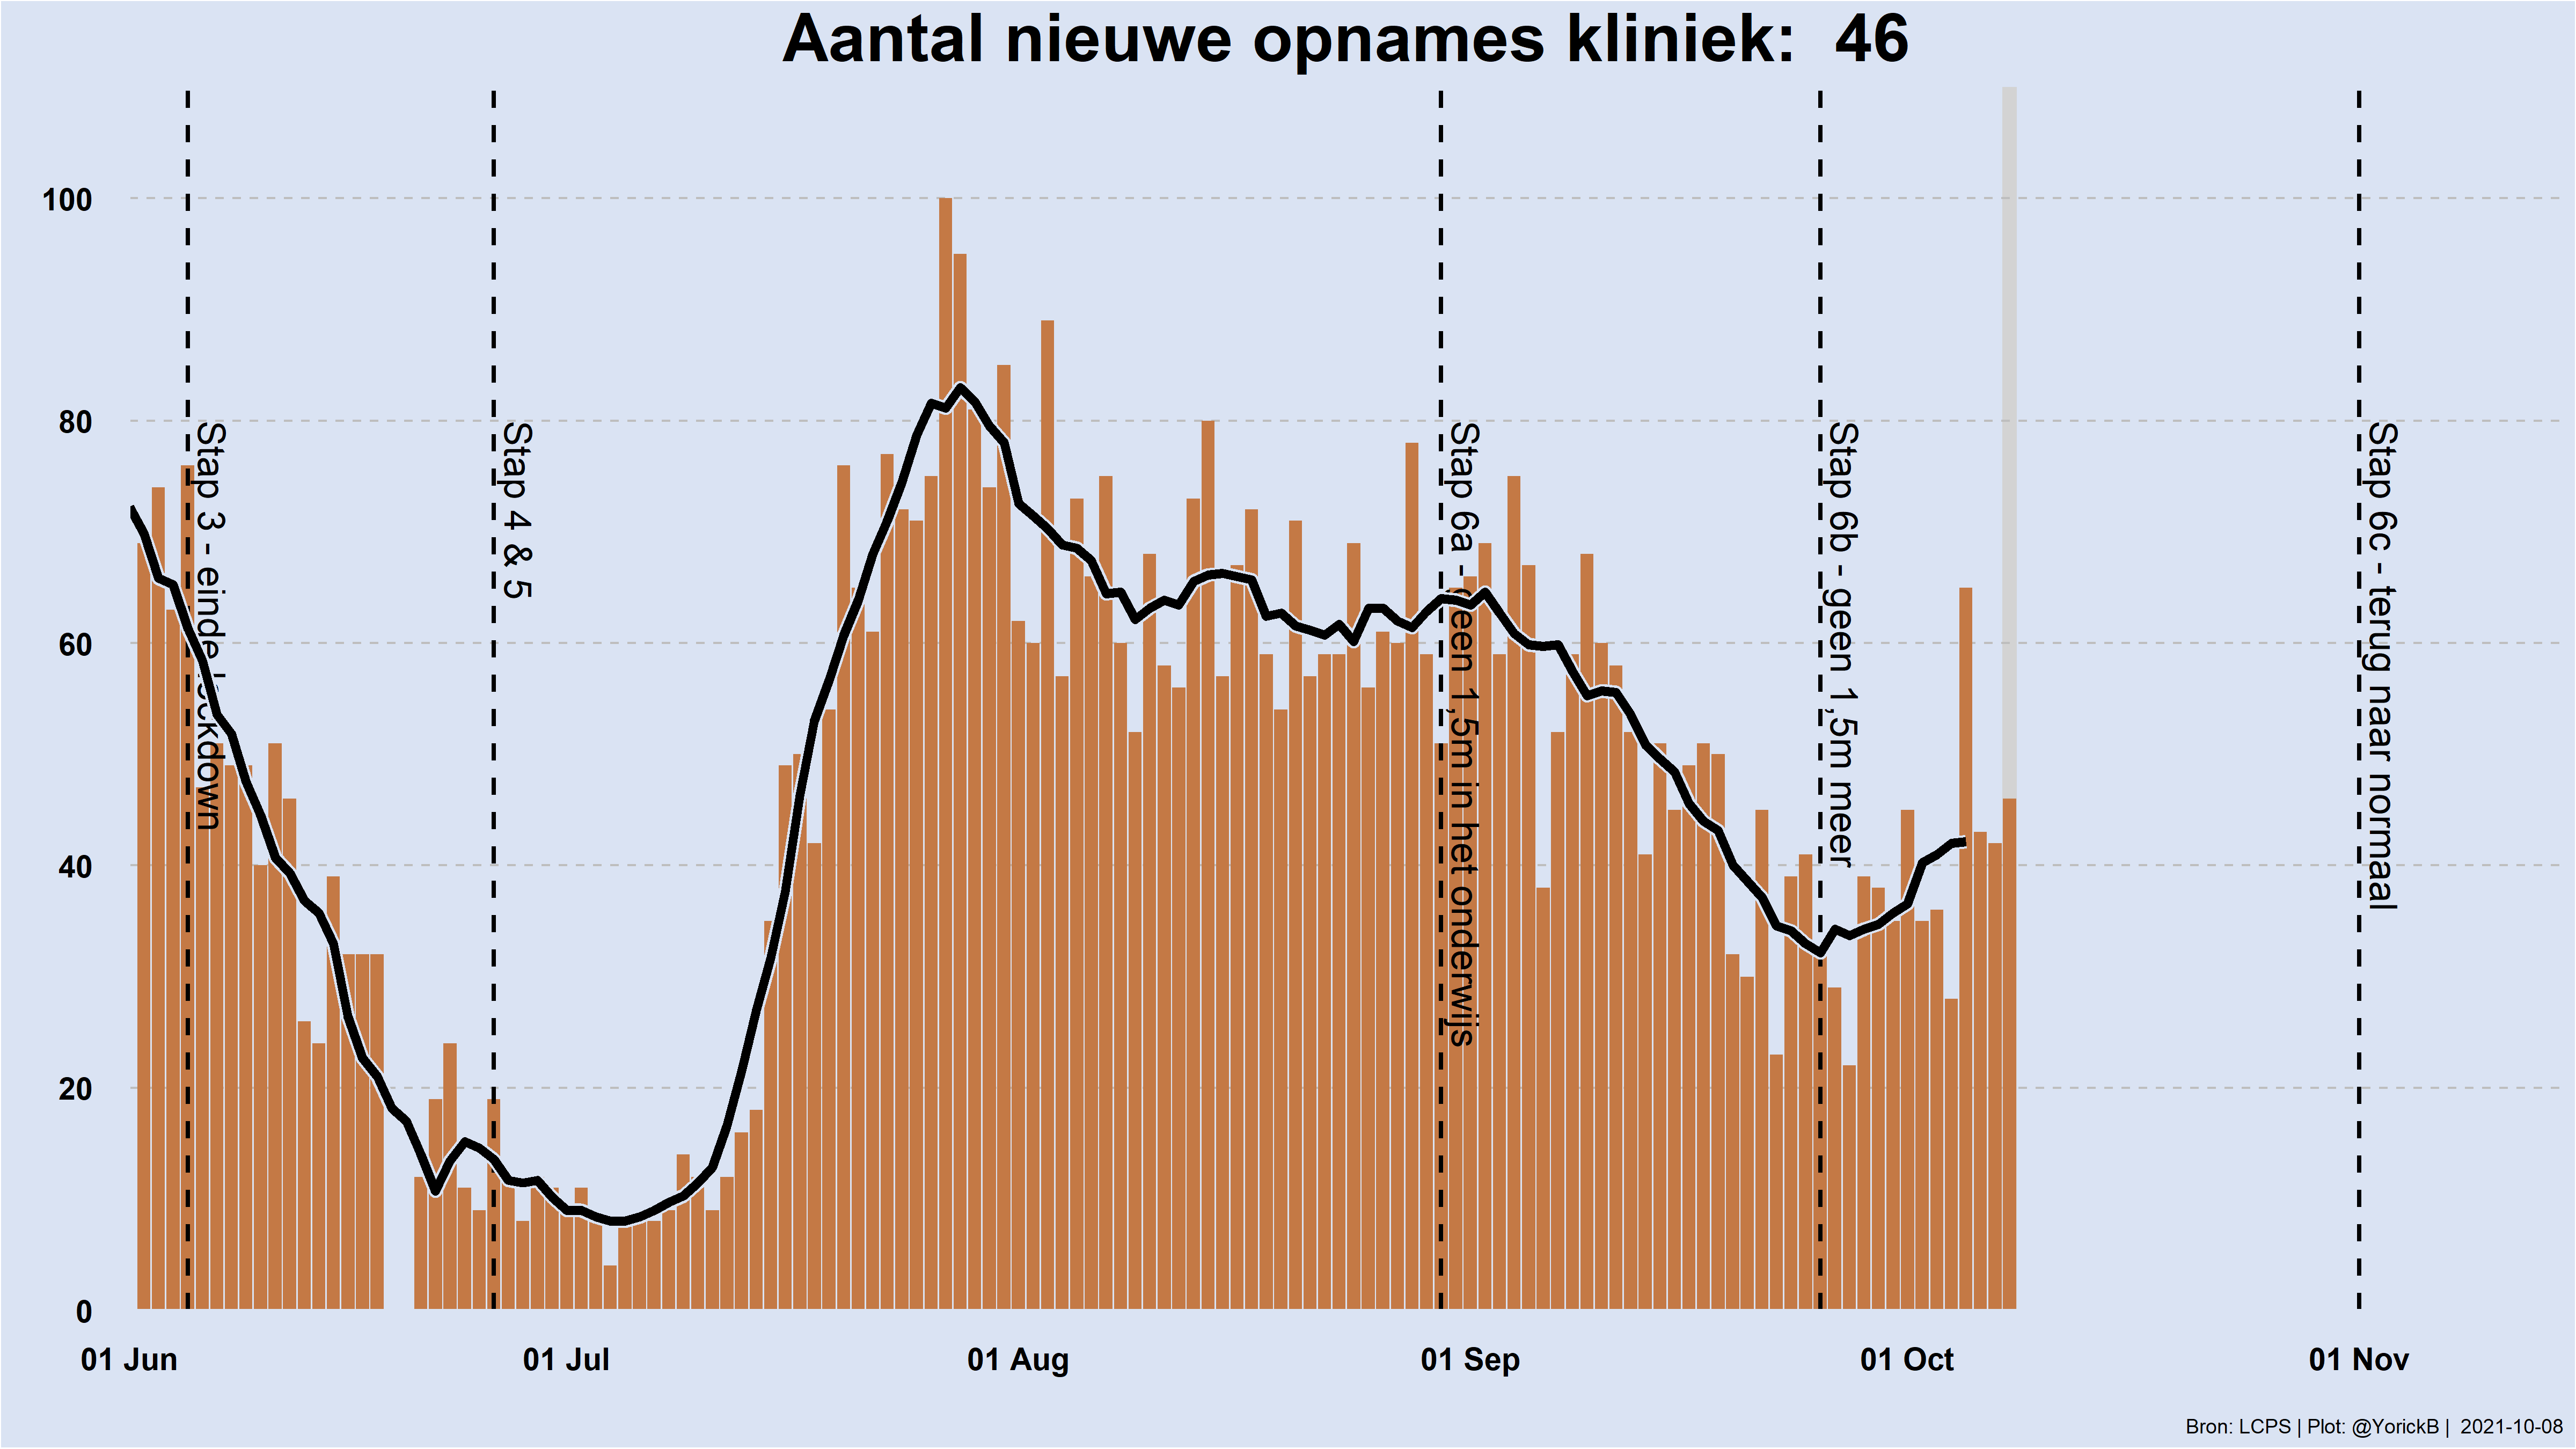 Aantal nieuwe opnames kliniek:  46
100
80
60
40
20
0
Stap 3 - einde lockdown
Stap 4 & 5
Stap 6a - geen 1,5m in het onderwijs
Stap 6b - geen 1,5m meer
Stap 6c - terug naar normaal
01 Jun
01 Jul
01 Aug
01 Sep
01 Oct
01 Nov
Bron: LCPS | Plot: @YorickB |  2021-10-08